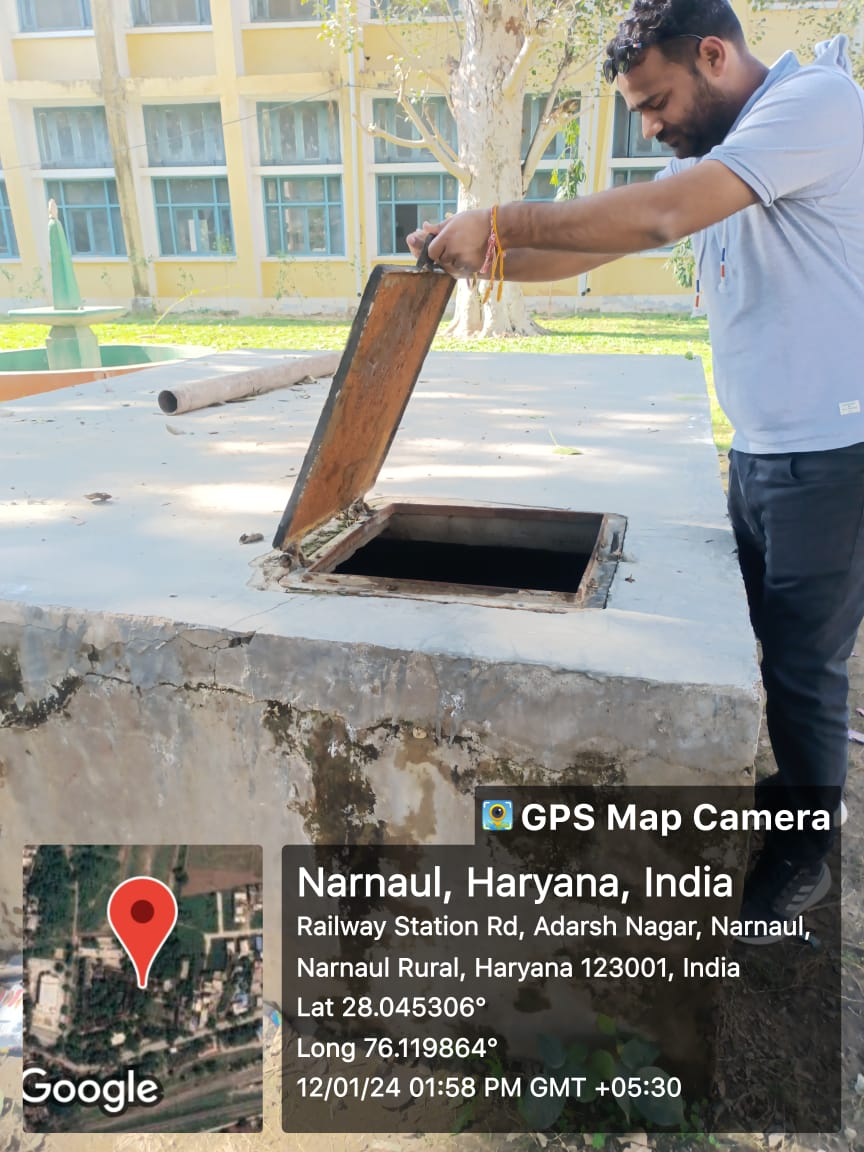 GPS Map Camera
Narnaul, Haryana, India
Railway Station Rd, Adarsh Nagar, Narnaul,
Narnaul Rural, Haryana 123001, India
Lat 28.045306°
Long 76.119864°
12/01/24 01:58 PM GMT +05:30
Google